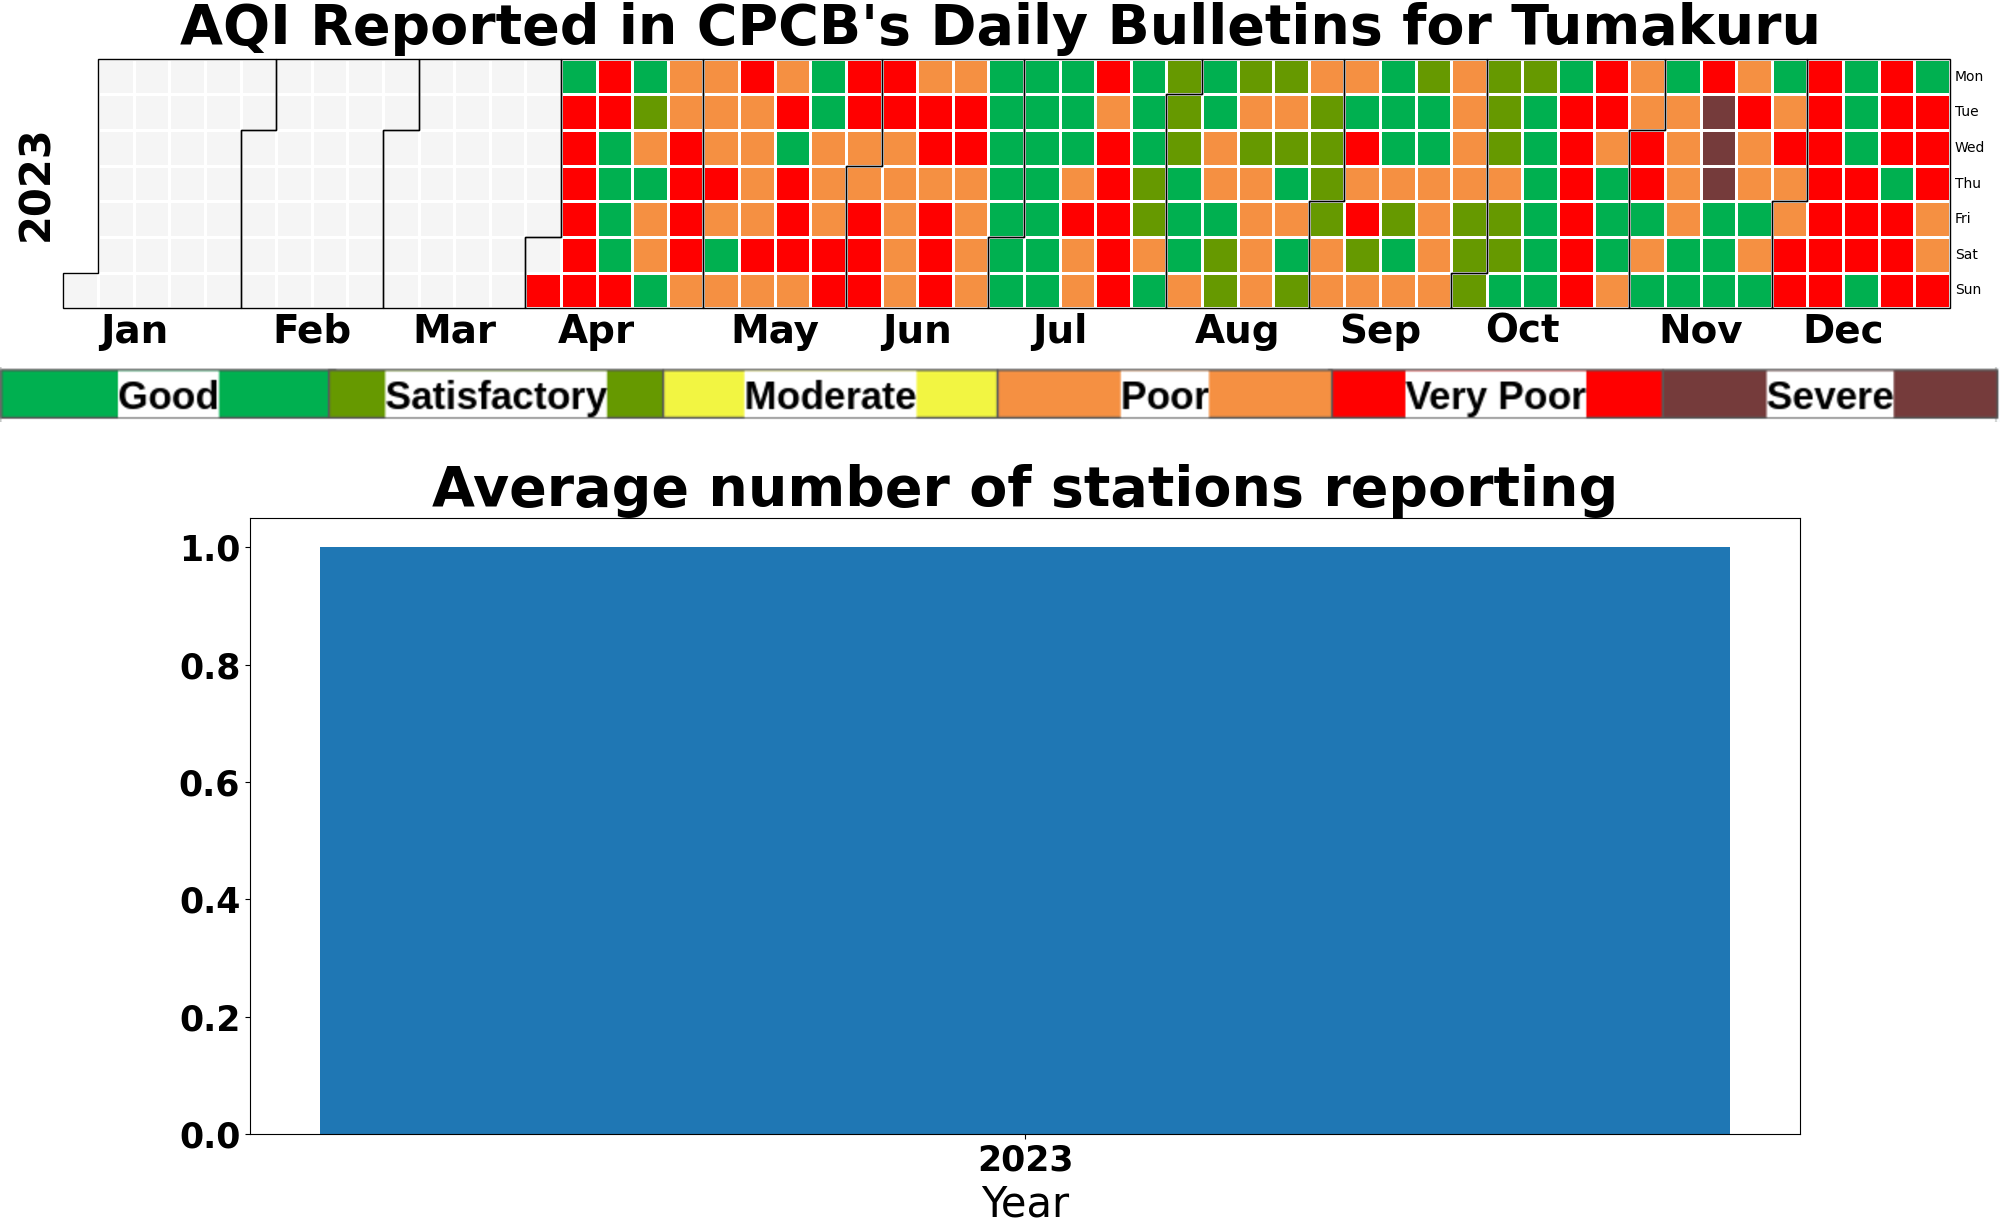 AQI Reported in CPCB's Daily Bulletins for Tumakuru
2023
Mon
Tue
Wed
Thu
Fri
Sat
Sun
Jan Feb Mar Apr May Jun Jul Aug Sep Oct Nov Dec
Good Satisfactory Moderate Poor Very Poor Severe
Average number of stations reporting
1.0
0.8
0.6
0.4
0.2
0.0
2023
Year